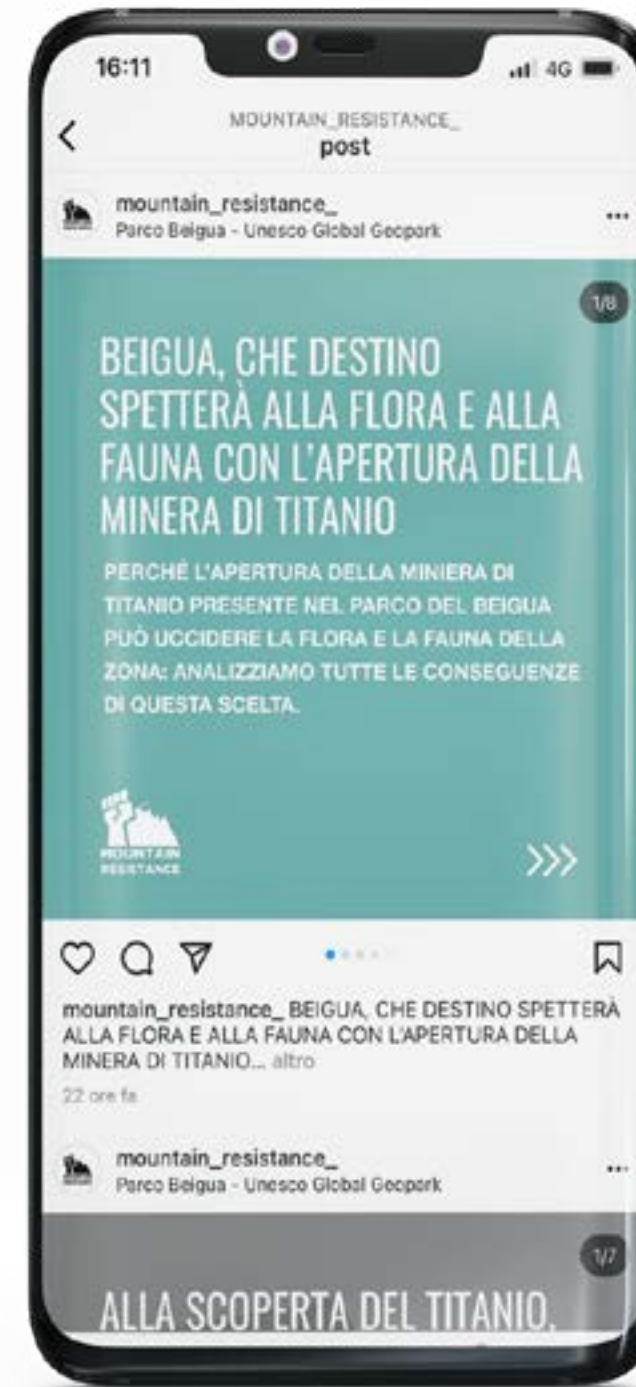 16:11
4G
MOUNTAIN_RESISTANCE_
post
mountain_resistance_
Parco Beigua - Unesco Global Geopark
1/8
BEIGUA, CHE DESTINO
SPETTERÀ ALLA FLORA E ALLA
FAUNA CON L'APERTURA DELLA
MINERA DI TITANIO
PERCHÉ L'APERTURA DELLA MINIERA DI
TITANIO PRESENTE NEL PARCO DEL BEIGUA
PUÒ UCCIDERE LA FLORA E LA FAUNA DELLA
ZONA: ANALIZZIAMO TUTTE LE CONSEGUENZE
DI QUESTA SCELTA.
MOUNTAIN
RESISTANCE
mountain_resistance_ BEIGUA, CHE DESTINO SPETTERÀ
ALLA FLORA E ALLA FAUNA CON L'APERTURA DELLA
MINERA DI TITANIO... altro
22 ore fa
mountain_resistance_
Parco Beigua - Unesco Global Geopark
1/7
ALLA SCOPERTA DEL TITANIO,